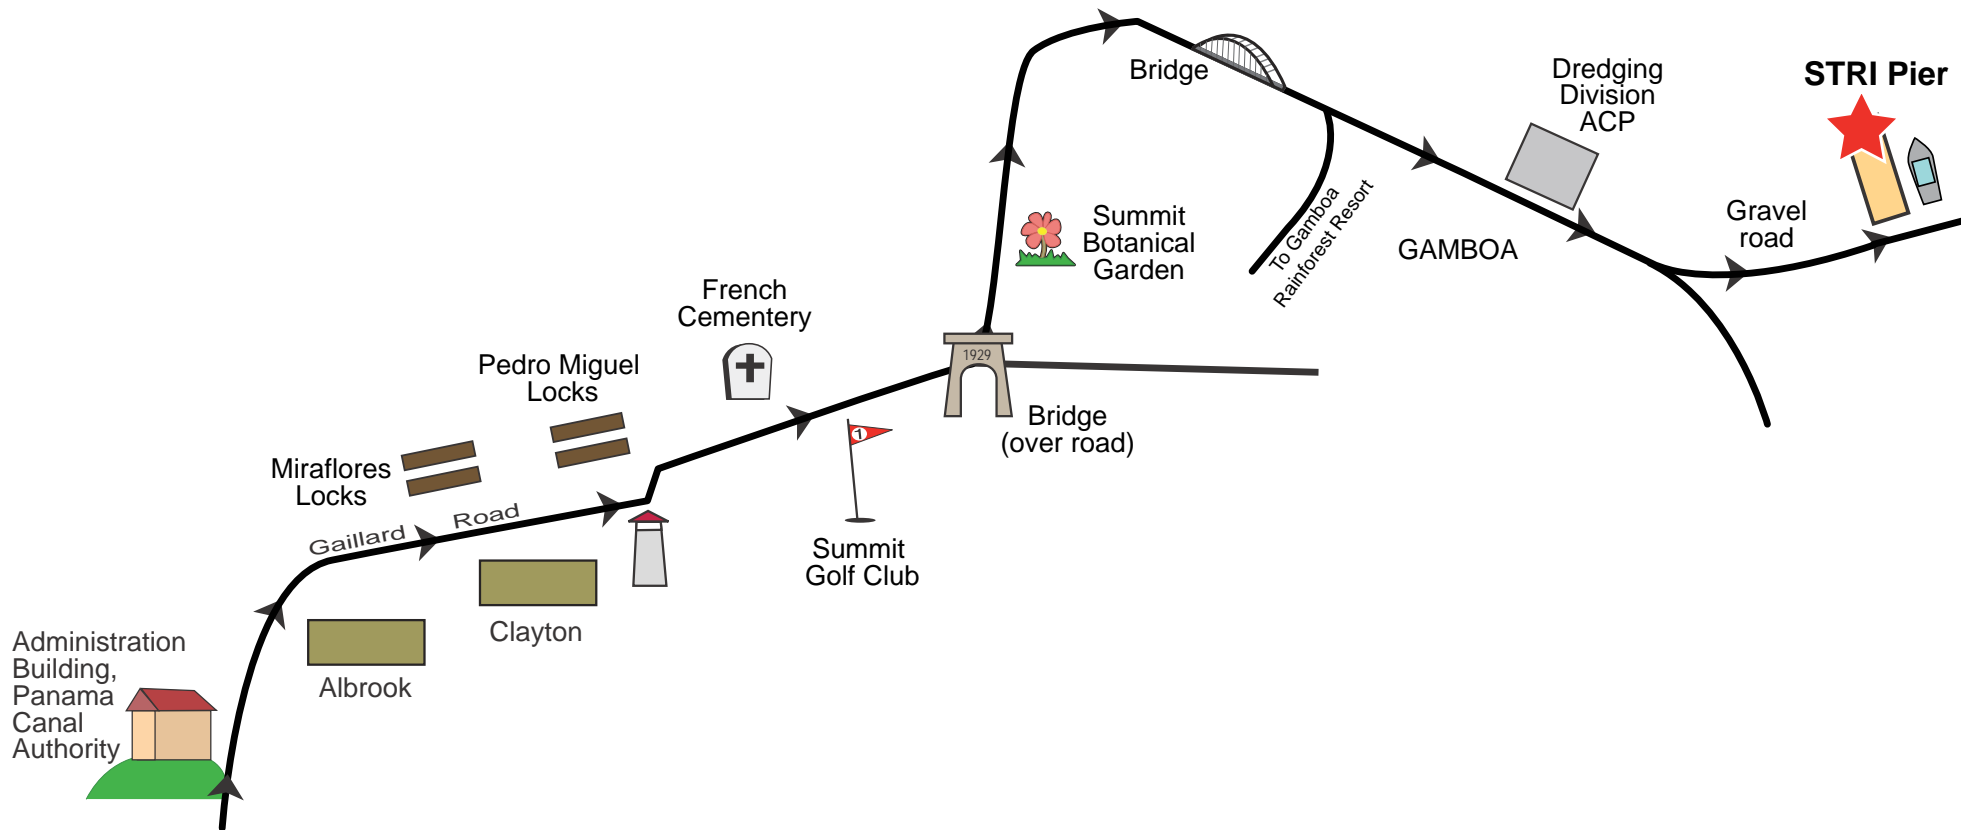 Administration
Building,
Panama
Canal
Authority
Albrook
Clayton
Gaillard Road
Miraflores
Locks
Pedro Miguel
Locks
French
Cementery
1
Summit
Golf Club
1929
Bridge
(over road)
Summit
Botanical
Garden
Bridge
To Gamboa
Rainforest Resort
GAMBOA
Dredging
Division
ACP
Gravel
road
STRI Pier